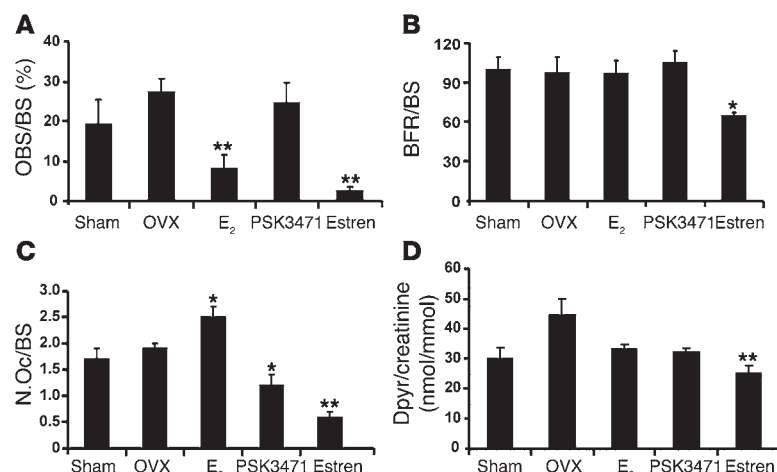 A
OBS/BS (%)
40
30
20
10
0
**
**
Sham OVX E₂ PSK3471 Estren
B
BFR/BS
120
90
60
30
0
*
Sham OVX E₂ PSK3471 Estren
C
N.Oc/BS
3.0
2.5
2.0
1.5
1.0
0.5
0
*
*
**
Sham OVX E₂ PSK3471 Estren
D
Dpyr/creatinine
(nmol/mmol)
60
50
40
30
20
10
0
**
Sham OVX E₂ PSK3471 Estren